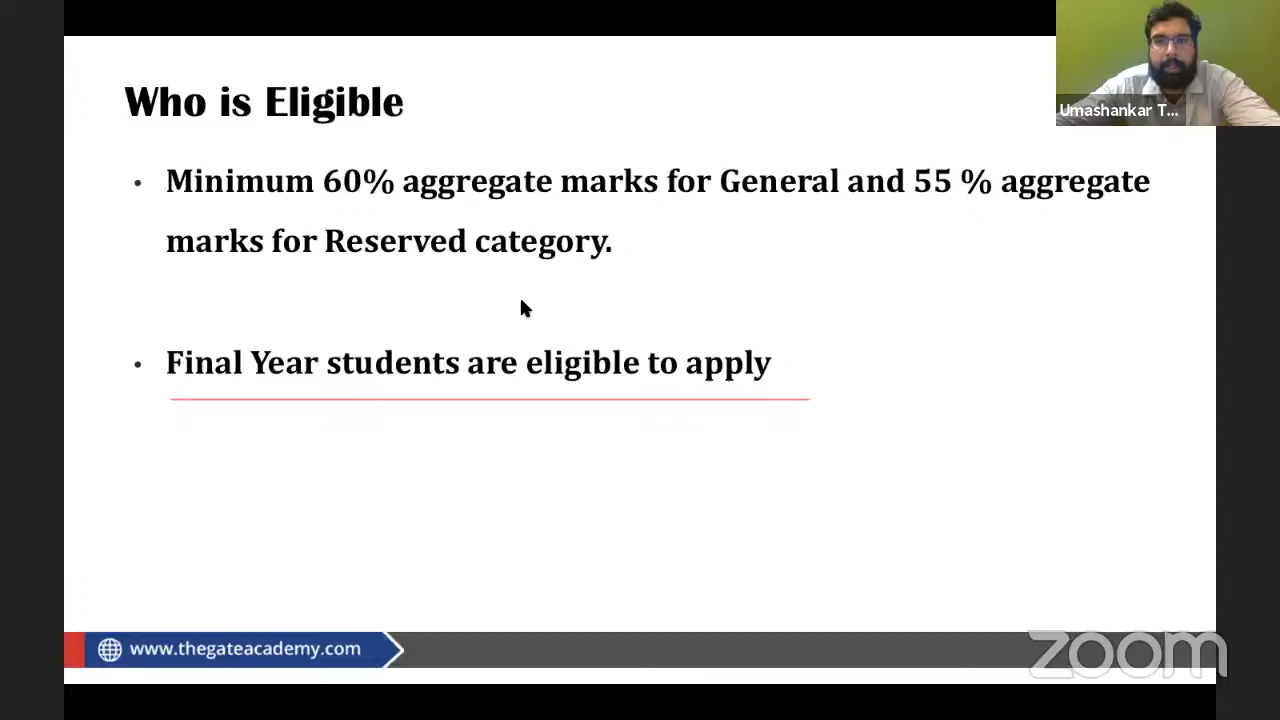 Who is Eligible
Umashankar T...
• Minimum 60% aggregate marks for General and 55 % aggregate
marks for Reserved category.
• Final Year students are eligible to apply
www.thegateacademy.com
zoom